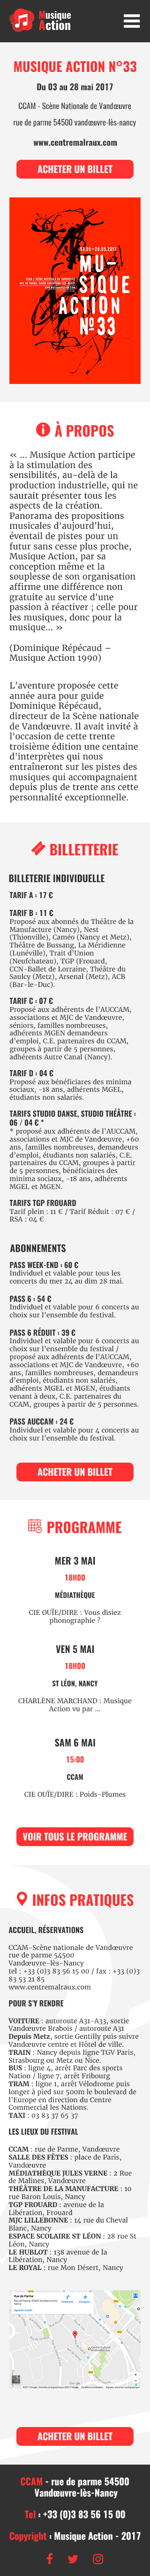 Musique
Action
MUSIQUE ACTION N°33
Du 03 au 28 mai 2017
CCAM - Scène Nationale de Vandœuvre
rue de parme 54500 vandœuvre-lès-nancy
www.centremalraux.com
ACHETER UN BILLET
MU-
SIQUE
ACTION
Nº33
À PROPOS
« ... Musique Action participe
à la stimulation des
sensibilités, au-delà de la
production industrielle, qui ne
saurait présenter tous les
aspects de la création.
Panorama des propositions
musicales d'aujourd'hui,
éventail de pistes pour un
futur sans cesse plus proche,
Musique Action, par sa
conception même et la
souplesse de son organisation
affirme une différence non
gratuite au service d'une
passion à réactiver ; celle pour
les musiques, donc pour la
musique... »
(Dominique Répécaud –
Musique Action 1990)
L'aventure proposée cette
année aura pour guide
Dominique Répécaud,
directeur de la Scène nationale
de Vandœuvre. Il avait invité à
l'occasion de cette trente
troisième édition une centaine
d'interprètes qui nous
entraîneront sur les pistes des
musiques qui accompagnaient
depuis plus de trente ans cette
personnalité exceptionnelle.
BILLETTERIE
BILLETERIE INDIVIDUELLE
TARIF A : 17 €
TARIF B : 11 €
Proposé aux abonnés du Théâtre de la
Manufacture (Nancy), Nest
(Thionville), Caméo (Nancy et Metz),
Théâtre de Bussang, La Méridienne
(Lunéville), Trait d'Union
(Neufchateau), TGP (Frouard,
CCN-Ballet de Lorraine, Théâtre du
Saulcy (Metz), Arsenal (Metz), ACB
(Bar-le-Duc).
TARIF C : 07 €
Proposé aux adhérents de l'AUCCAM,
associations et MJC de Vandœuvre,
séniors, familles nombreuses,
adhérents MGEN demandeurs
d'emploi, C.E. partenaires du CCAM,
groupes à partir de 5 personnes,
adhérents Autre Canal (Nancy).
TARIF D : 04 €
Proposé aux bénéficiares des minima
sociaux, -18 ans, adhérents MGEL,
étudiants non salariés.
TARIFS STUDIO DANSE, STUDIO THÉÂTRE :
06 / 04 € *
* proposé aux adhérents de l'AUCCAM,
associations et MJC de Vandœuvre, +60
ans, familles nombreuses, demandeurs
d'emploi, étudiants non salariés, C.E.
partenaires du CCAM, groupes à partir
de 5 personnes, bénéficiares des
minima sociaux, -18 ans, adhérents
MGEL et MGEN.
TARIFS TGP FROUARD
Tarif plein : 11 € / Tarif Réduit : 07 € /
RSA : 04 €
ABONNEMENTS
PASS WEEK-END : 60 €
Individuel et valable pour tous les
concerts du mer 24 au dim 28 mai.
PASS 6 : 54 €
Individuel et valable pour 6 concerts au
choix sur l'ensemble du festival.
PASS 6 RÉDUIT : 39 €
Individuel et valable pour 6 concerts au
choix sur l'ensemble du festival /
proposé aux adhérents de l'AUCCAM,
associations et MJC de Vandœuvre, +60
ans, familles nombreuses, demandeurs
d'emploi, étudiants non salariés,
adhérents MGEL et MGEN, étudiants
venant à deux, C.E. partenaires du
CCAM, groupes à partir de 5 personnes.
PASS AUCCAM : 24 €
Individuel et valable pour 4 concerts au
choix sur l'ensemble du festival.
ACHETER UN BILLET
PROGRAMME
MER 3 MAI
18H00
MÉDIATHÈQUE
CIE OUÏE/DIRE : Vous disiez
phonographie ?
VEN 5 MAI
18H00
ST LÉON, NANCY
CHARLÈNE MARCHAND : Musique
Action vu par ...
SAM 6 MAI
15:00
CCAM
CIE OUÏE/DIRE : Poids-Plumes
VOIR TOUS LE PROGRAMME
INFOS PRATIQUES
ACCUEIL, RÉSERVATIONS
CCAM-Scène nationale de Vandœuvre
rue de parme 54500
Vandœuvre-lès-Nancy
tel : +33 (0)3 83 56 15 00 / fax : +33 (0)3
83 53 21 85
www.centremalraux.com
POUR S'Y RENDRE
VOITURE : autoroute A31-A33, sortie
Vandœuvre Brabois / autoroute A31
Depuis Metz, sortie Gentilly puis suivre
Vandœuvre centre et Hôtel de ville.
TRAIN : Nancy depuis ligne TGV Paris,
Strasbourg ou Metz ou Nice.
BUS : ligne 4, arrêt Parc des sports
Nation / ligne 7, arrêt Fribourg
TRAM : ligne 1, arrêt Vélodrome puis
longer à pied sur 500m le boulevard de
l'Europe en direction du Centre
Commercial les Nations.
TAXI : 03 83 37 65 37
LES LIEUX DU FESTIVAL
CCAM : rue de Parme, Vandœuvre
SALLE DES FÊTES : place de Paris,
Vandœuvre
MÉDIATHÈQUE JULES VERNE : 2 Rue
de Malines, Vandœuvre
THÉÂTRE DE LA MANUFACTURE : 10
rue Baron Louis, Nancy
TGP FROUARD : avenue de la
Libération, Frouard
MJC LILLEBONNE : 14, rue du Cheval
Blanc, Nancy
ESPACE SCOLAIRE ST LÉON : 28 rue St
Léon, Nancy
LE HUBLOT : 138 avenue de la
Libération, Nancy
LE ROYAL : rue Mon Désert, Nancy
ACHETER UN BILLET
CCAM - rue de parme 54500
Vandœuvre-lès-Nancy
Tel : +33 (0)3 83 56 15 00
Copyright : Musique Action - 2017